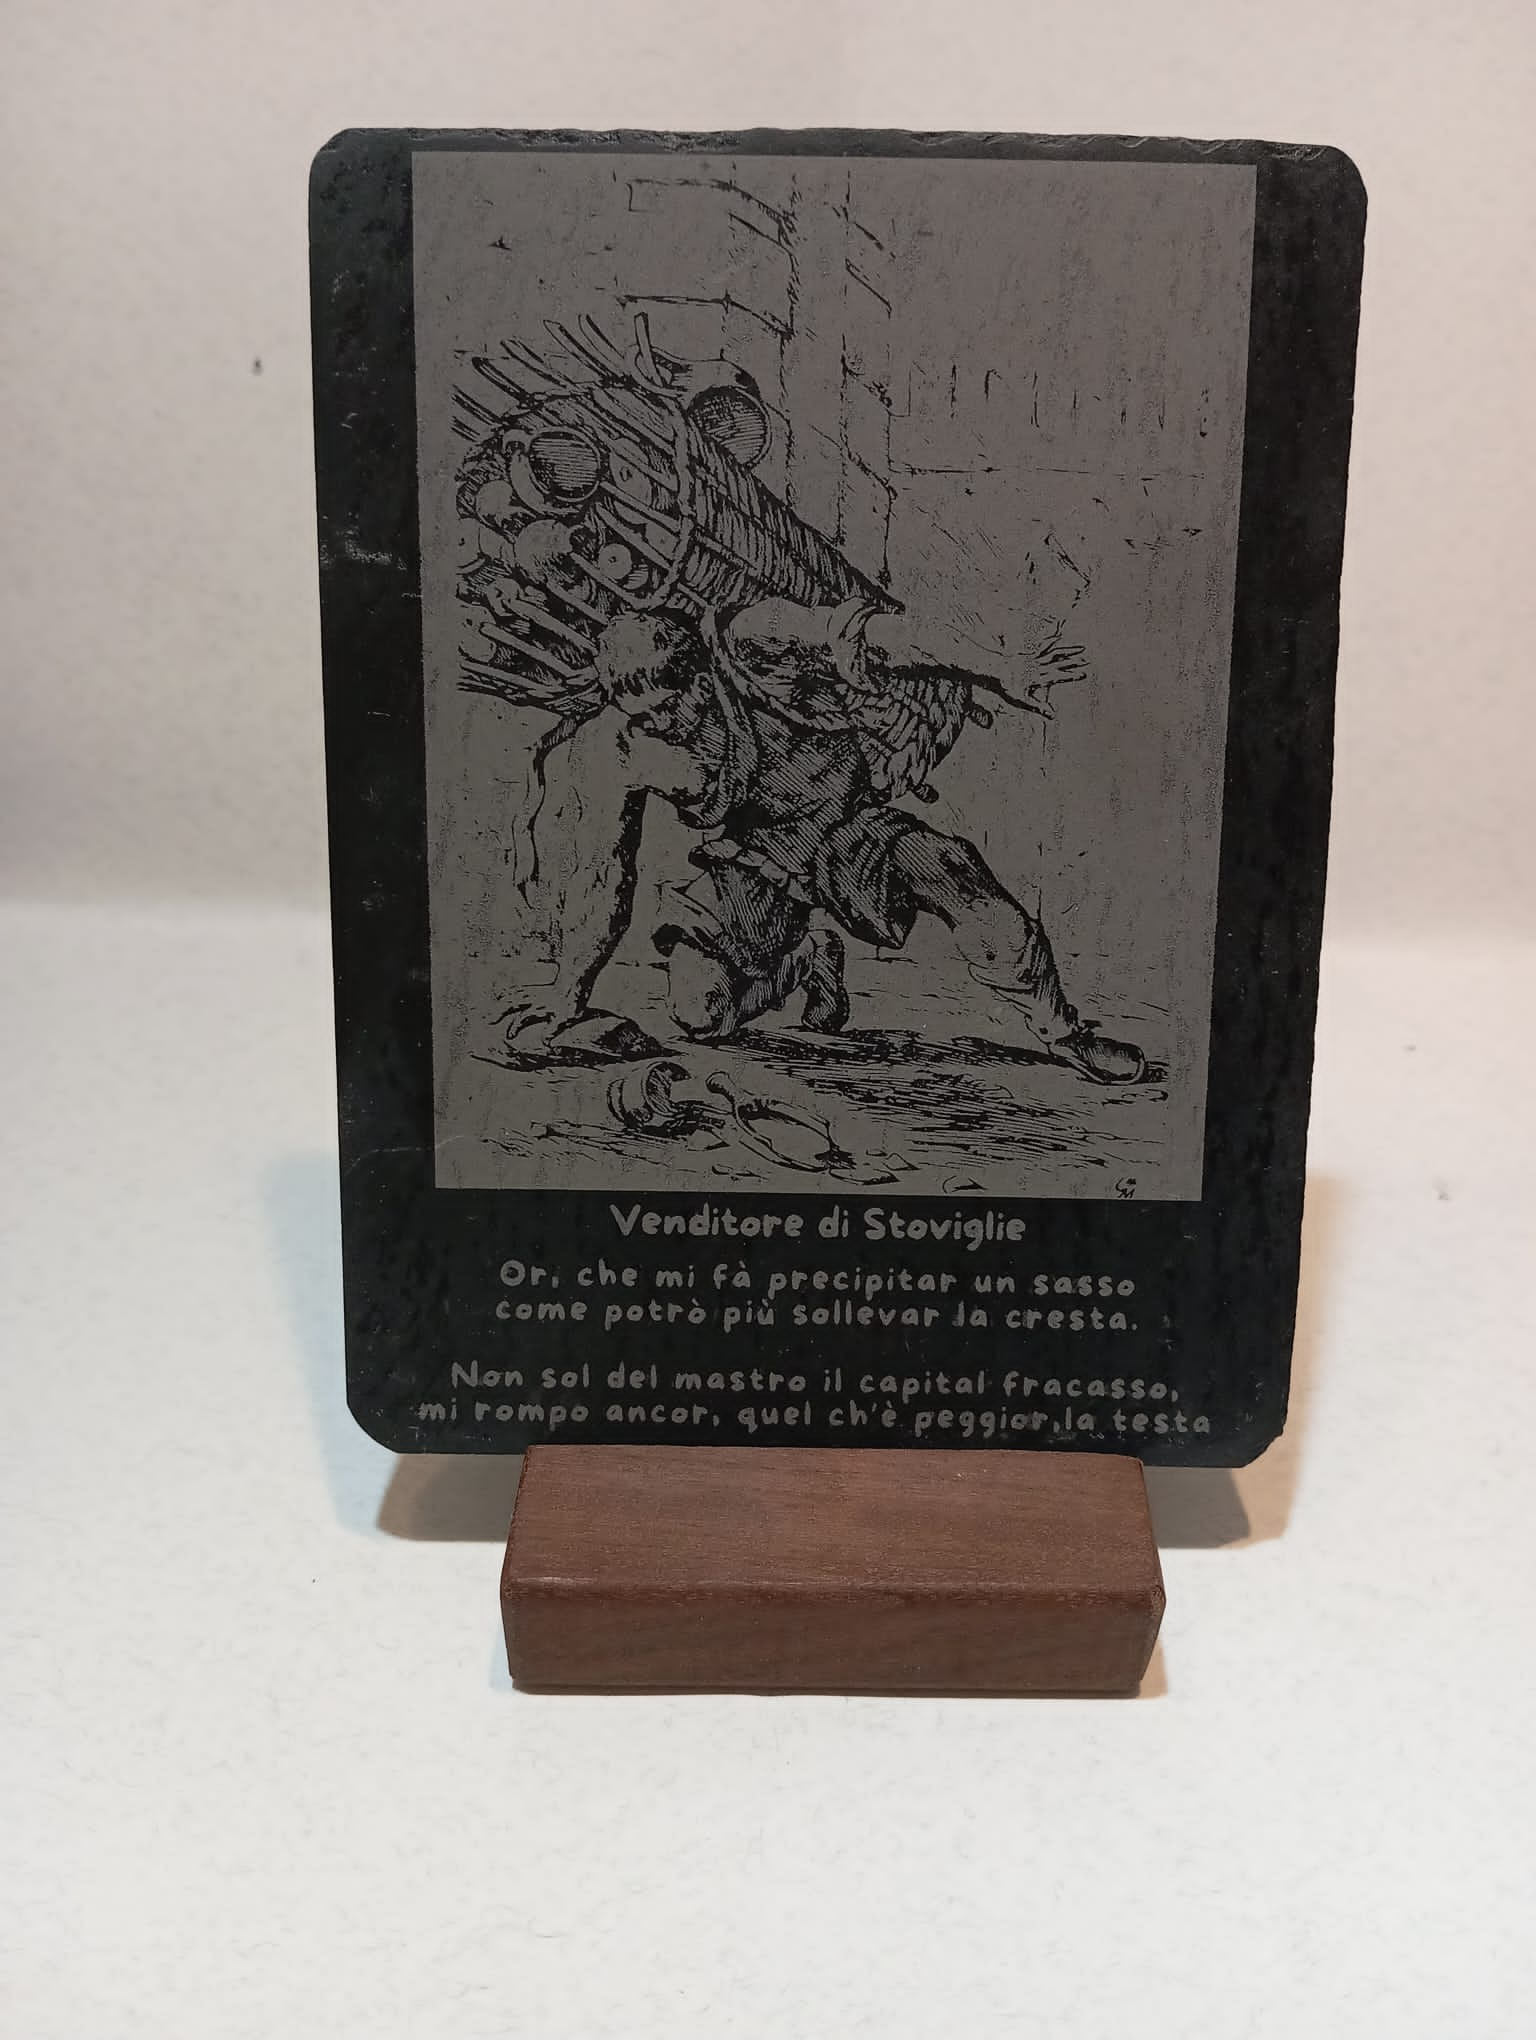 Venditore di Stoviglie
Or, che mi fà precipitar un sasso
come potrò più sollevar la cresta.
Non sol del mastro il capital fracasso,
mi rompo ancor, quel ch'è peggior,la testa